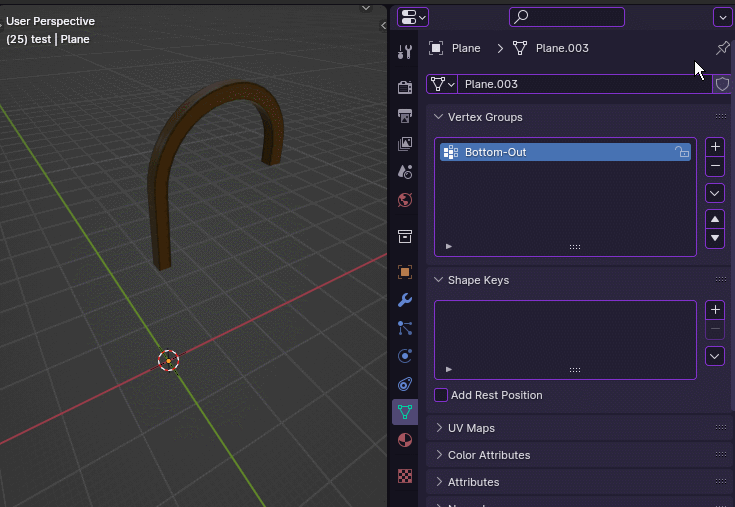 User Perspective
(25) test | Plane
Plane > Plane.003
Plane.003
Vertex Groups
Bottom-Out
Shape Keys
Add Rest Position
UV Maps
Color Attributes
Attributes